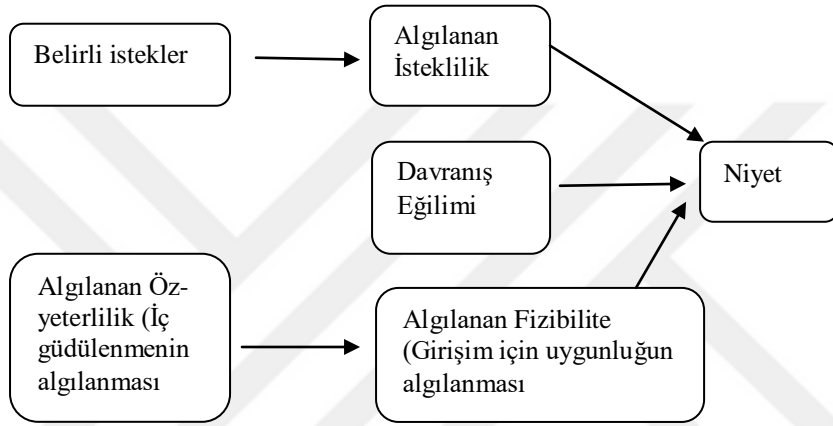 Belirli istekler
Algılanan
İsteklilik
Davranış
Eğilimi
Niyet
Algılanan Öz-
yeterlilik (İç
güdülenmenin
algılanması
Algılanan Fizibilite
(Girişim için uygunluğun
algılanması